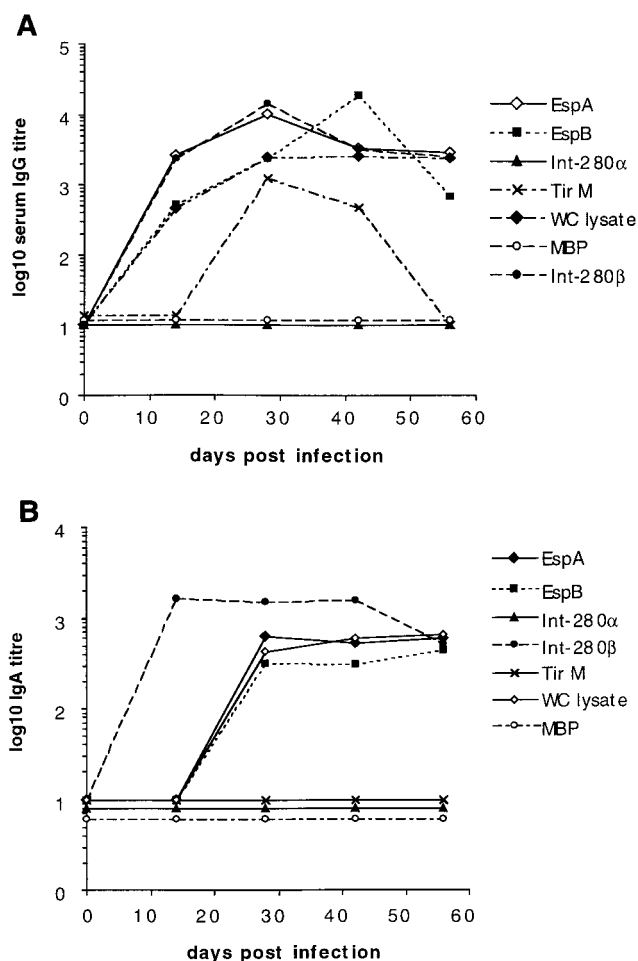 A
log10 serum IgG titre
5
4
3
2
1
0
0 10 20 30 40 50 60
days post infection
EspA
EspB
Int-280α
Tir M
WC lysate
MBP
Int-280β
B
log10 IgA titre
4
3
2
1
0
0 10 20 30 40 50 60
days post infection
EspA
EspB
Int-280α
Int-280β
Tir M
WC lysate
MBP